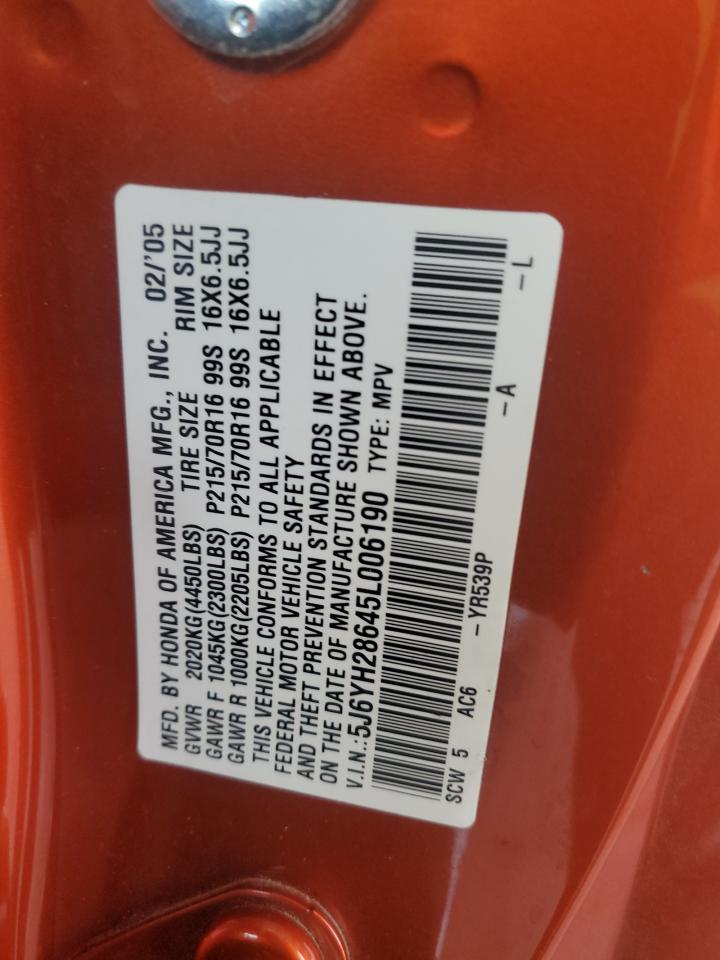 MFD. BY HONDA OF AMERICA MFG., INC. 02/'05
GVWR 2020KG(4450LBS) TIRE SIZE RIM SIZE
GAWR F 1045KG(2300LBS) P215/70R16 99S 16X6.5JJ
GAWR R 1000KG(2205LBS) P215/70R16 99S 16X6.5JJ
THIS VEHICLE CONFORMS TO ALL APPLICABLE
FEDERAL MOTOR VEHICLE SAFETY
AND THEFT PREVENTION STANDARDS IN EFFECT
ON THE DATE OF MANUFACTURE SHOWN ABOVE.
V.I.N.:5J6YH28645L006190 TYPE: MPV
SCW 5 AC6 -YR539P -A -L